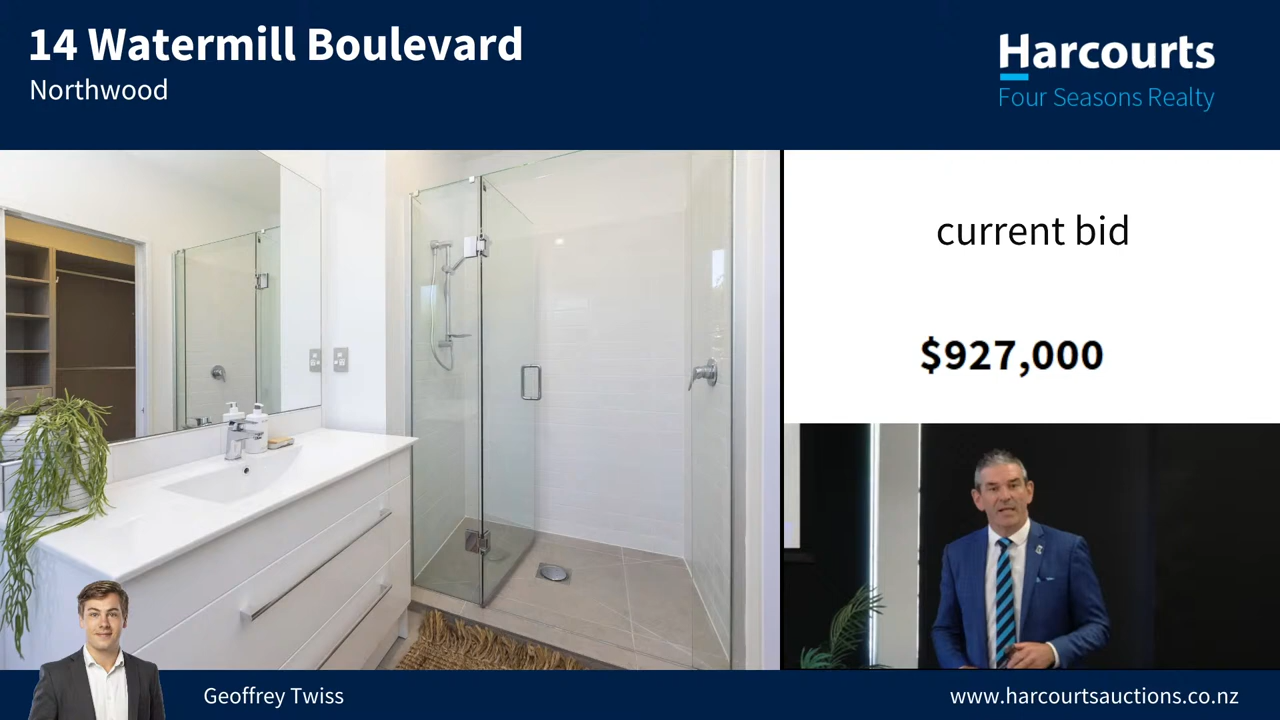 14 Watermill Boulevard
Northwood
Harcourts
Four Seasons Realty
current bid
$927,000
Geoffrey Twiss
www.harcourtsauctions.co.nz